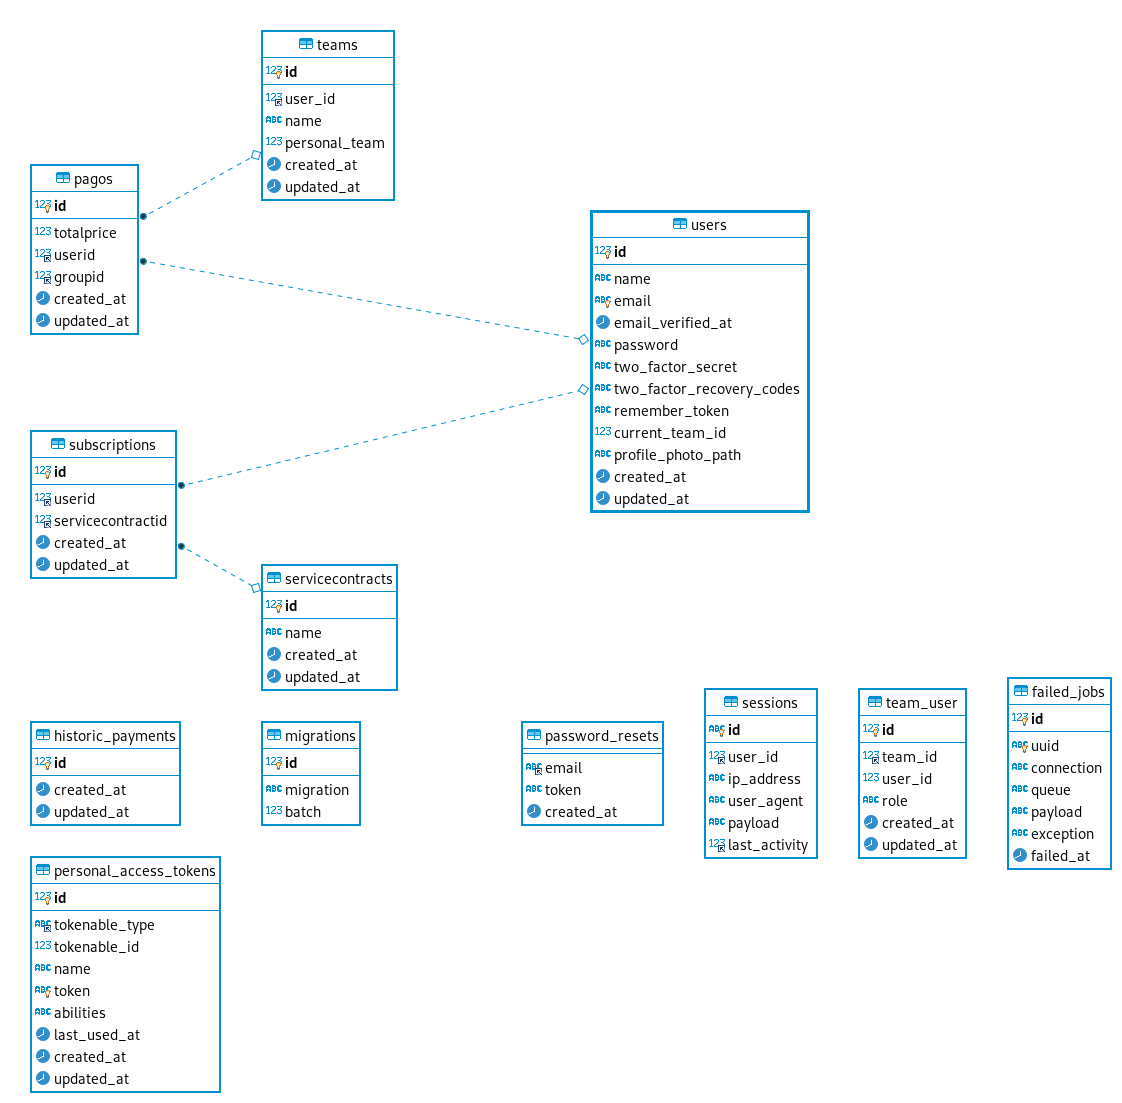 teams
123 id
123 user_id
ABC name
123 personal_team
created_at
updated_at
pagos
123 id
123 totalprice
123 userid
123 groupid
created_at
updated_at
users
123 id
ABC name
ABC email
email_verified_at
ABC password
ABC two_factor_secret
ABC two_factor_recovery_codes
ABC remember_token
123 current_team_id
ABC profile_photo_path
created_at
updated_at
subscriptions
123 id
123 userid
123 servicecontractid
created_at
updated_at
servicecontracts
123 id
ABC name
created_at
updated_at
historic_payments
123 id
created_at
updated_at
migrations
123 id
ABC migration
123 batch
password_resets
ABC email
ABC token
created_at
sessions
ABC id
123 user_id
ABC ip_address
ABC user_agent
ABC payload
123 last_activity
team_user
123 id
123 team_id
123 user_id
ABC role
created_at
updated_at
failed_jobs
123 id
ABC uuid
ABC connection
ABC queue
ABC payload
ABC exception
failed_at
personal_access_tokens
123 id
ABC tokenable_type
123 tokenable_id
ABC name
ABC token
ABC abilities
last_used_at
created_at
updated_at